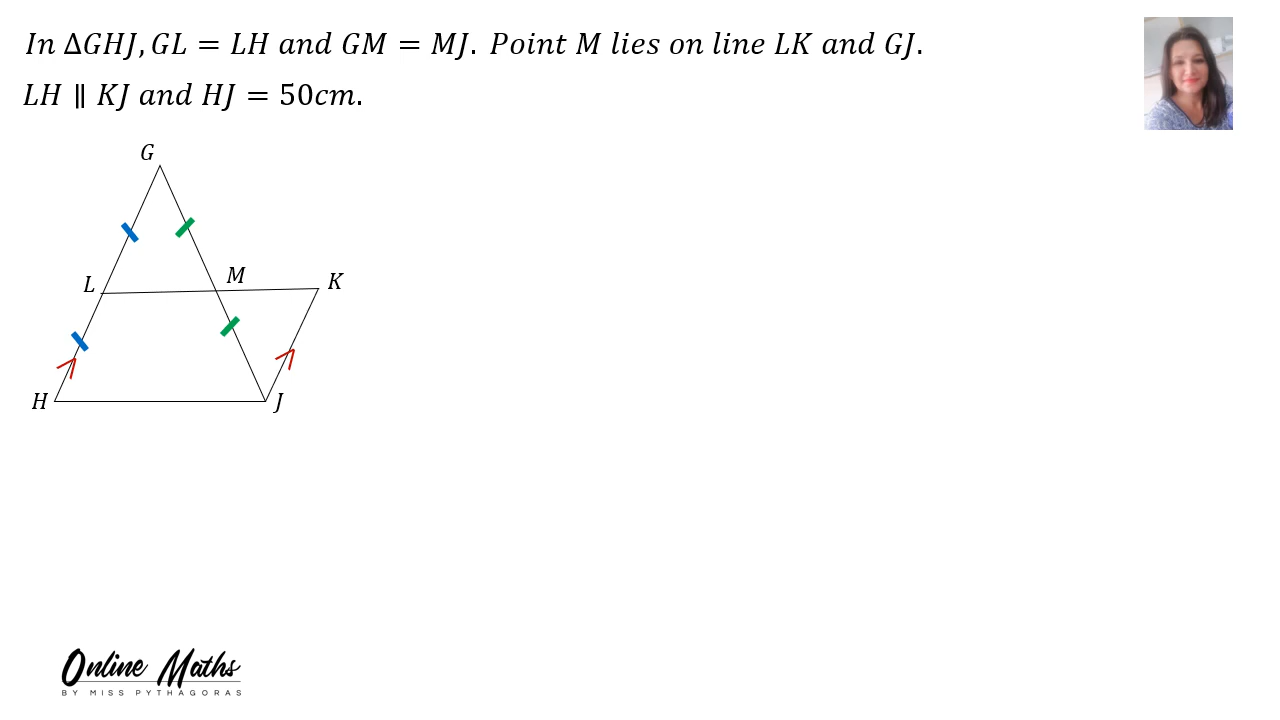 In ΔGHJ, GL = LH and GM = MJ. Point M lies on line LK and GJ.
LH ∥ KJ and HJ = 50cm.
G
L
M
K
H
J
Online Maths
BY MISS PYTHAGORAS